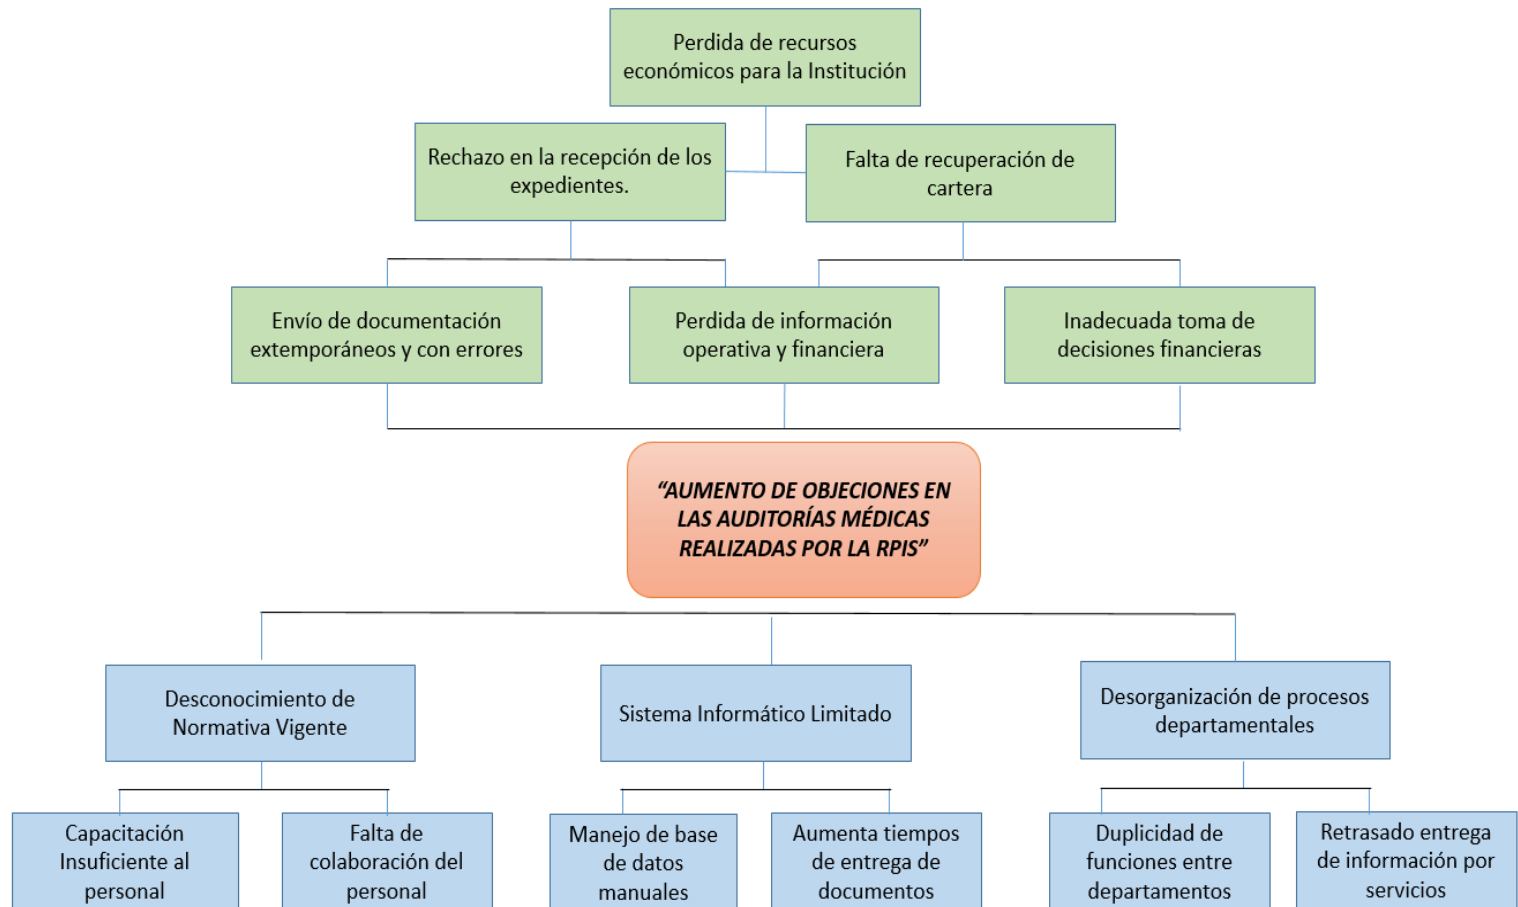 Perdida de recursos
económicos para la Institución
Rechazo en la recepción de los
expedientes.
Falta de recuperación de
cartera
Envío de documentación
extemporáneos y con errores
Perdida de información
operativa y financiera
Inadecuada toma de
decisiones financieras
“AUMENTO DE OBJECIONES EN
LAS AUDITORÍAS MÉDICAS
REALIZADAS POR LA RPIS”
Desconocimiento de
Normativa Vigente
Sistema Informático Limitado
Desorganización de procesos
departamentales
Capacitación
Insuficiente al
personal
Falta de
colaboración del
personal
Manejo de base
de datos
manuales
Aumenta tiempos
de entrega de
documentos
Duplicidad de
funciones entre
departamentos
Retrasado entrega
de información por
servicios